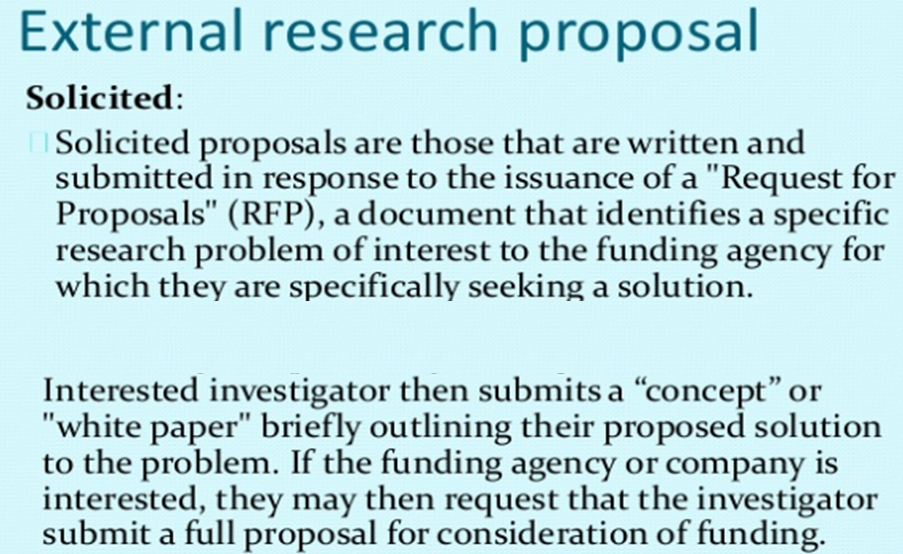 External research proposal
Solicited:
Solicited proposals are those that are written and
submitted in response to the issuance of a "Request for
Proposals" (RFP), a document that identifies a specific
research problem of interest to the funding agency for
which they are specifically seeking a solution.
Interested investigator then submits a “concept” or
"white paper" briefly outlining their proposed solution
to the problem. If the funding agency or company is
interested, they may then request that the investigator
submit a full proposal for consideration of funding.